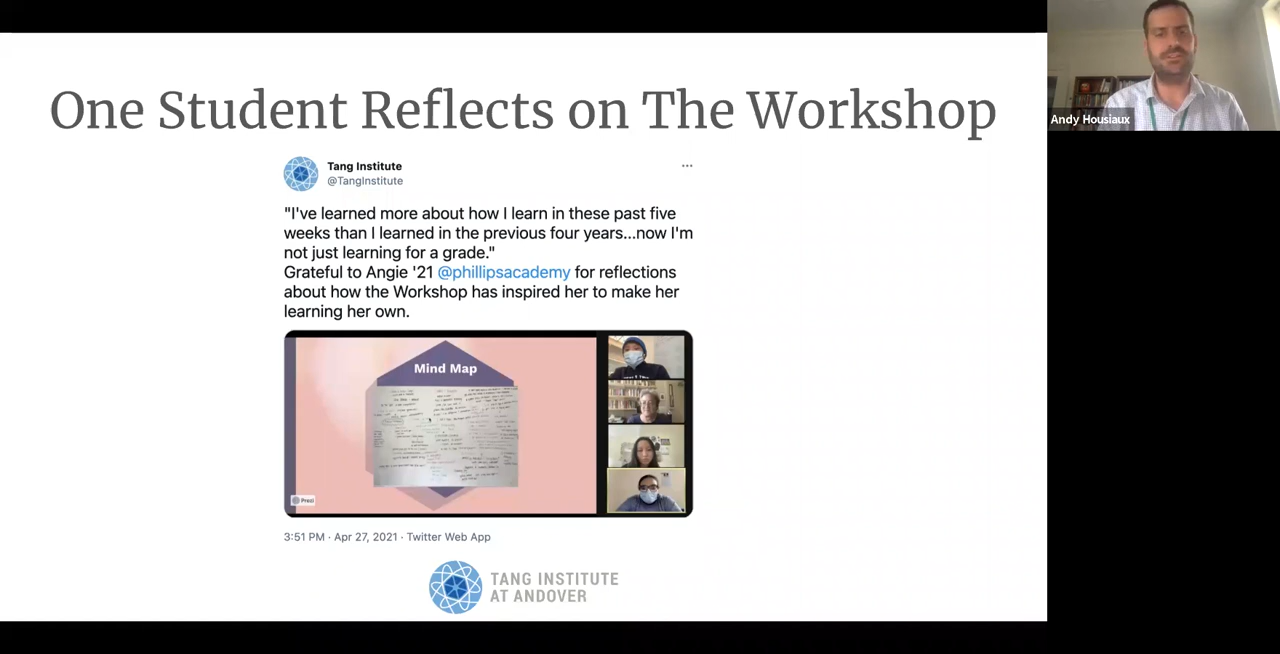 One Student Reflects on The Workshop
Andy Housiaux
Tang Institute
@TangInstitute
"I've learned more about how I learn in these past five
weeks than I learned in the previous four years...now I'm
not just learning for a grade."
Grateful to Angie '21 @phillipsacademy for reflections
about how the Workshop has inspired her to make her
learning her own.
Mind Map
Prezi
3:51 PM · Apr 27, 2021 · Twitter Web App
TANG INSTITUTE
AT ANDOVER